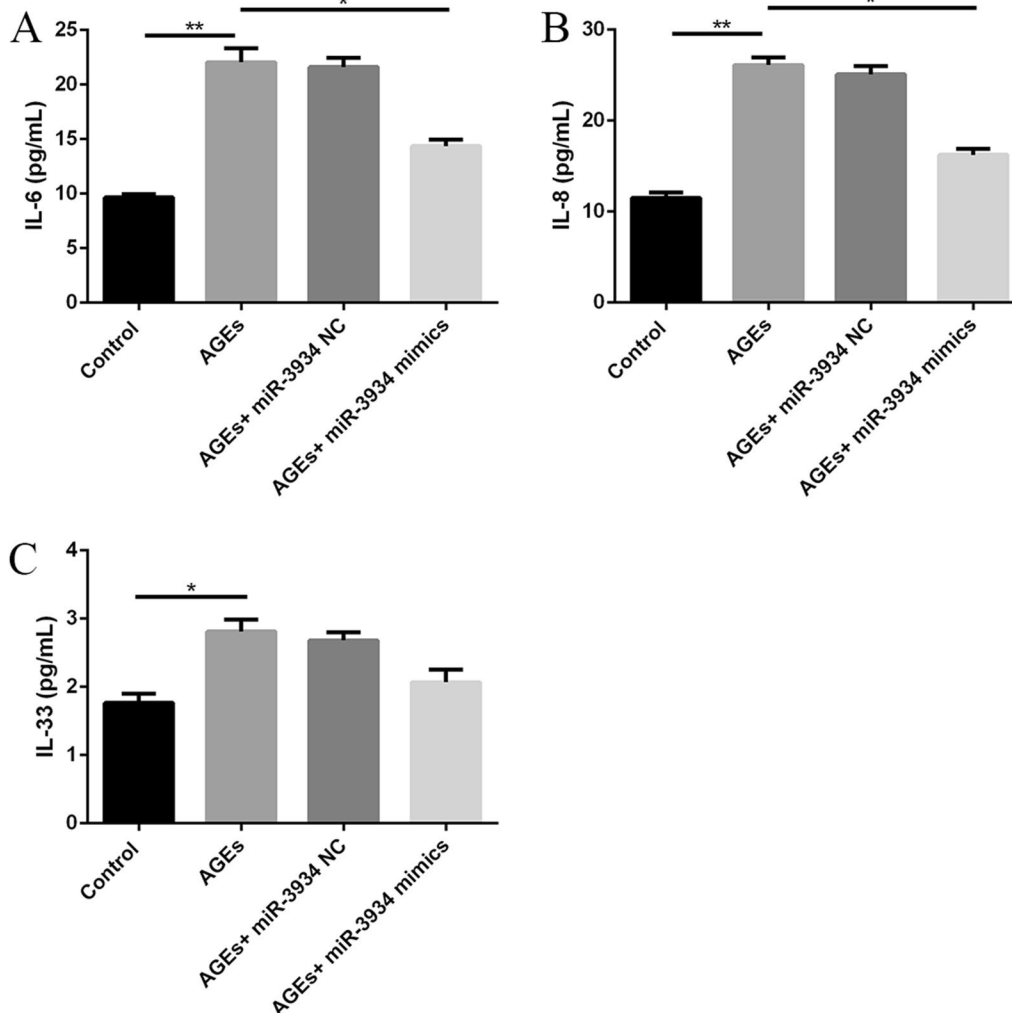 A
IL-6 (pg/mL)
25
20
15
10
5
0
**
*
Control
AGEs
AGEs+ miR-3934 NC
AGEs+ miR-3934 mimics
B
IL-8 (pg/mL)
30
20
10
0
**
*
Control
AGEs
AGEs+ miR-3934 NC
AGEs+ miR-3934 mimics
C
IL-33 (pg/mL)
4
3
2
1
0
*
Control
AGEs
AGEs+ miR-3934 NC
AGEs+ miR-3934 mimics